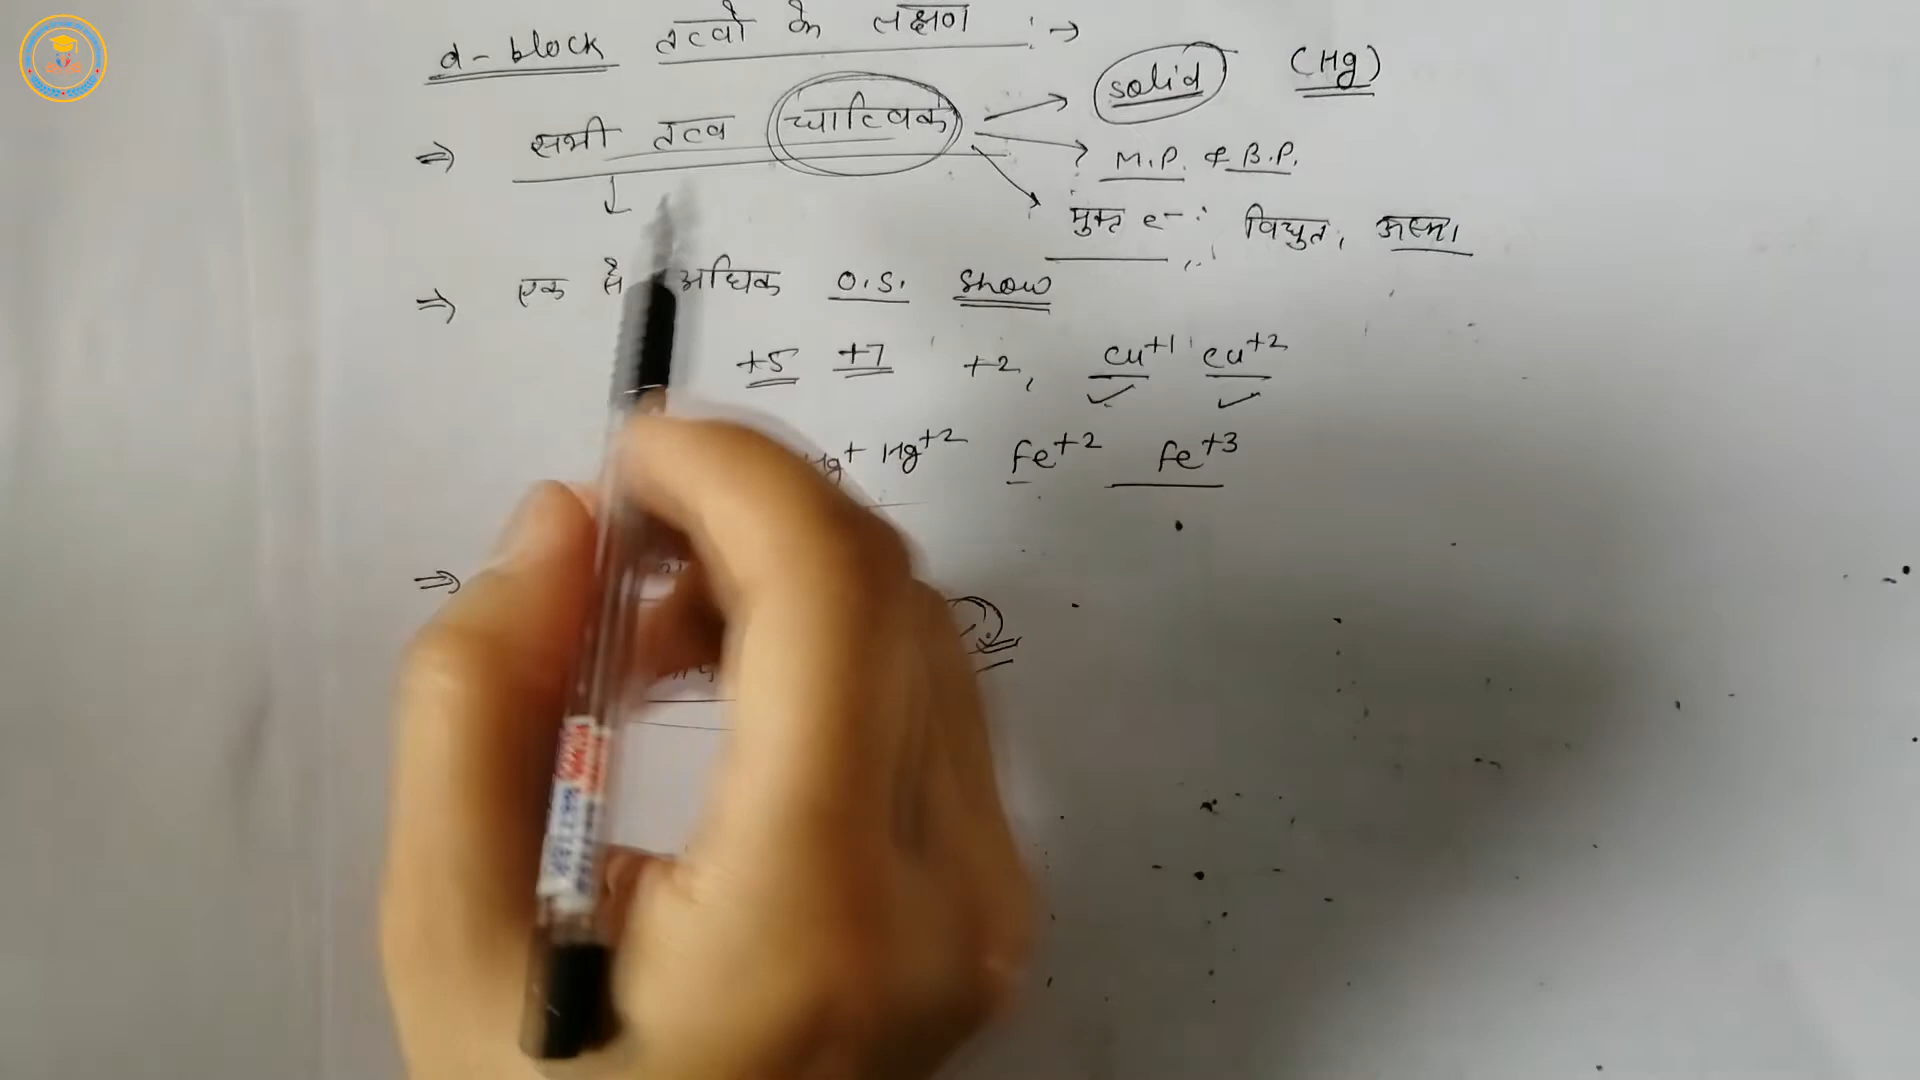 d-block तत्वों के लक्षण :→
⇒ सभी तत्व धात्विक → solid (Hg)
→ M.P. & B.P.
→ मुक्त e- : विद्युत, ऊष्मा
⇒ एक से अधिक O.S. show
+5 +7 +2, Cu+1 Cu+2
Hg+ Hg+2 Fe+2 Fe+3
⇒